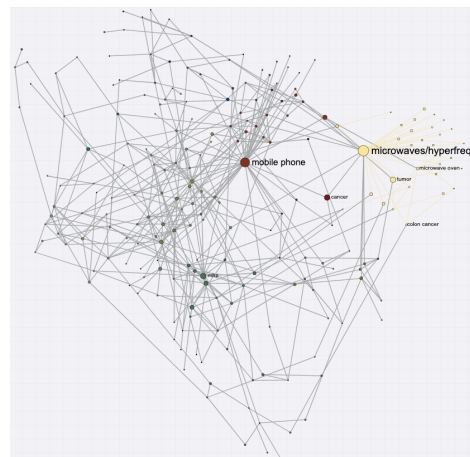 microwaves/hyperfreq
mobile phone
microwave oven
tumor
cancer
colon cancer